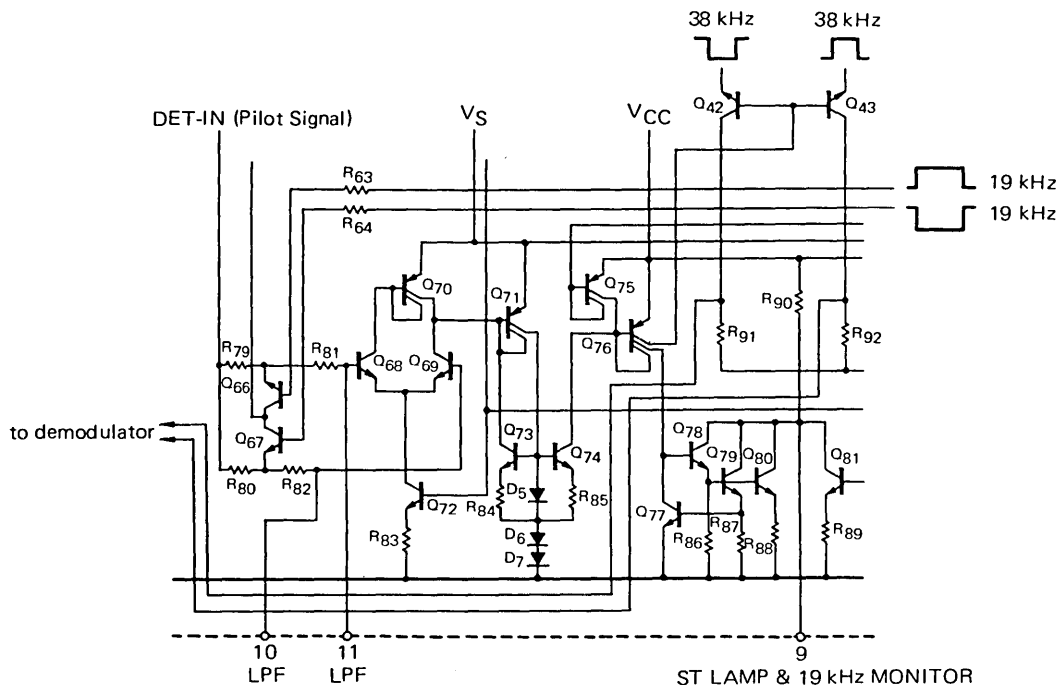 38 kHz 38 kHz
Q42 Q43
DET-IN (Pilot Signal) VS VCC
R63 19 kHz
R64 19 kHz
Q70 Q71 Q75
R90
Q76 R91 R92
R79 R81 Q68 Q69
Q66
to demodulator Q67 Q73 Q74 Q78 Q79 Q80 Q81
R80 R82 Q72 R84 D5 R85 Q77 R86 R87 R88 R89
R83 D6
D7
10 11 9
LPF LPF ST LAMP & 19 kHz MONITOR